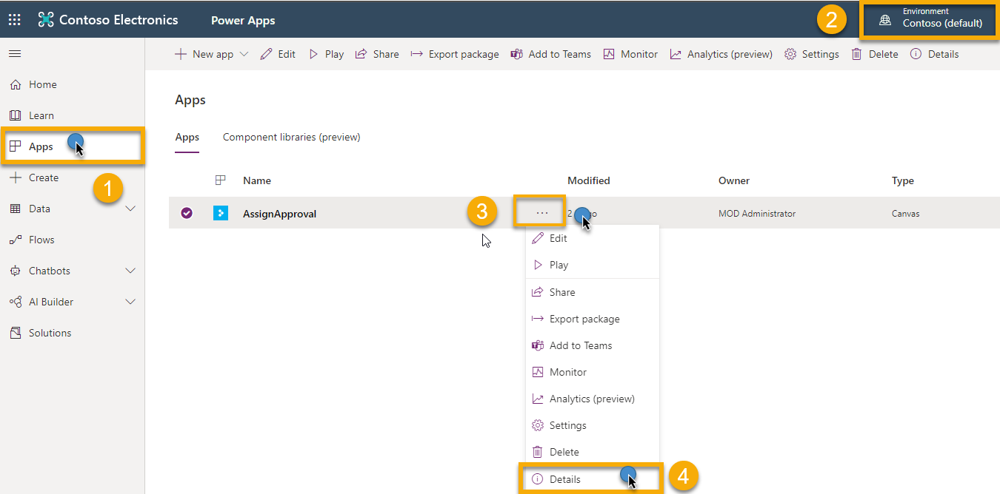 Contoso Electronics Power Apps 2 Environment
Contoso (default)
New app Edit Play Share Export package Add to Teams Monitor Analytics (preview) Settings Delete Details
Home
Learn
Apps
1
Create
Data
Flows
Chatbots
AI Builder
Solutions
Apps
Apps Component libraries (preview)
Name Modified Owner Type
AssignApproval 3 ... MOD Administrator Canvas
Edit
Play
Share
Export package
Add to Teams
Monitor
Analytics (preview)
Settings
Delete
Details 4